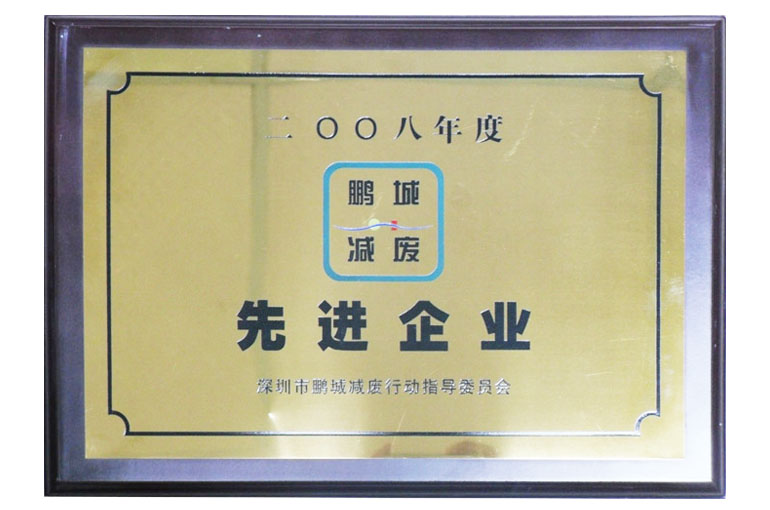 二〇〇八年度
鹏城
减废
先进企业
深圳市鹏城减废行动指导委员会